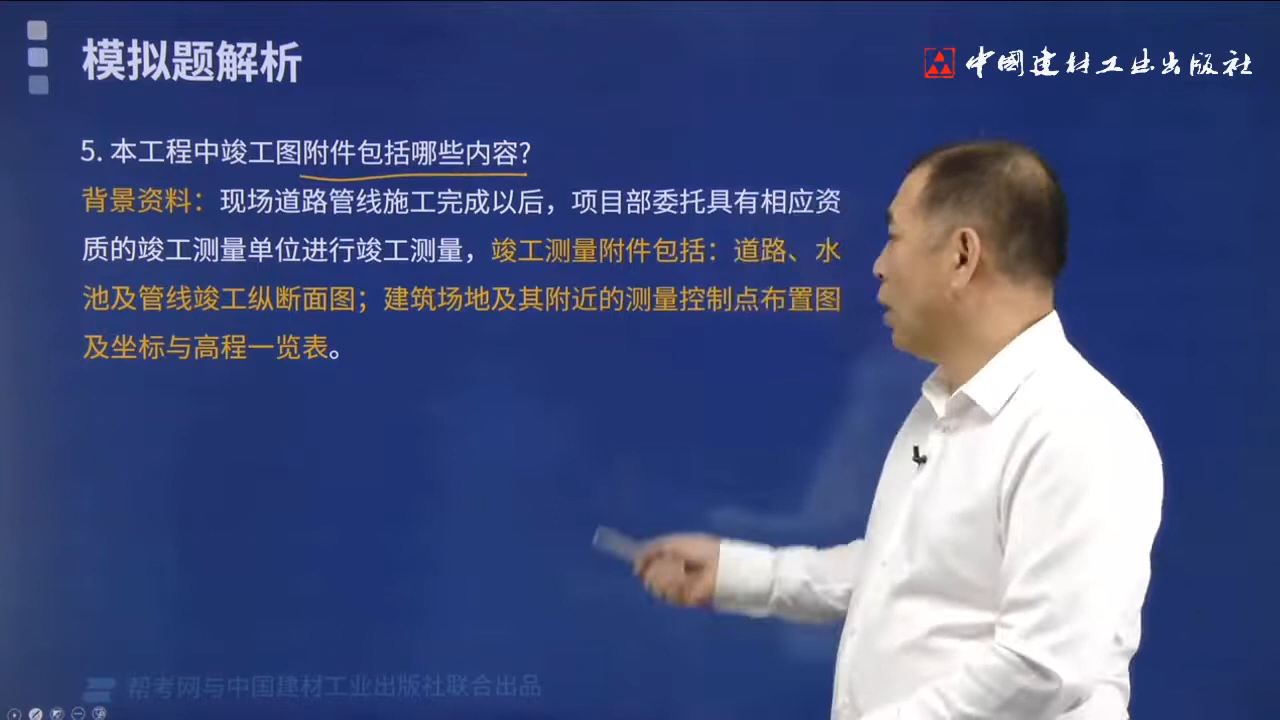 模拟题解析
中国建材工业出版社
5. 本工程中竣工图附件包括哪些内容?
背景资料：现场道路管线施工完成以后，项目部委托具有相应资
质的竣工测量单位进行竣工测量，竣工测量附件包括：道路、水
池及管线竣工纵断面图；建筑场地及其附近的测量控制点布置图
及坐标与高程一览表。
帮考网与中国建材工业出版社联合出品